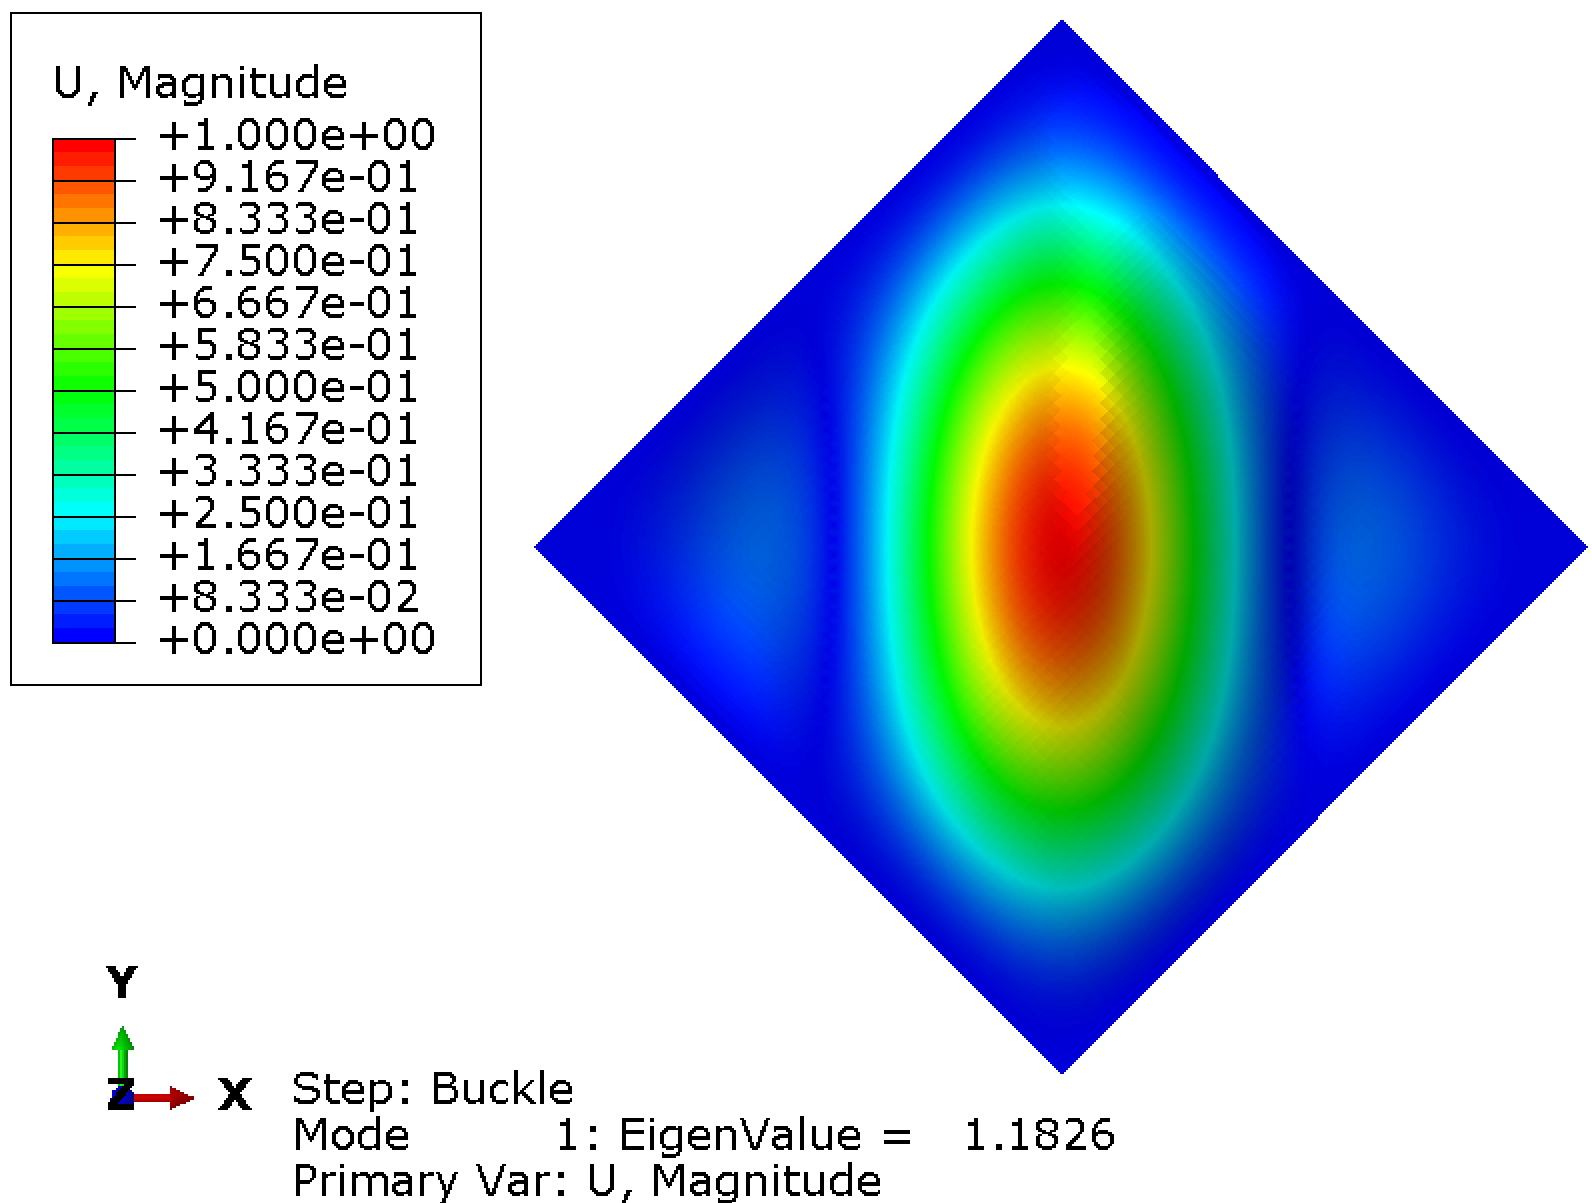 U, Magnitude
+1.000e+00
+9.167e-01
+8.333e-01
+7.500e-01
+6.667e-01
+5.833e-01
+5.000e-01
+4.167e-01
+3.333e-01
+2.500e-01
+1.667e-01
+8.333e-02
+0.000e+00
Y
Z X
Step: Buckle
Mode 1: EigenValue = 1.1826
Primary Var: U, Magnitude